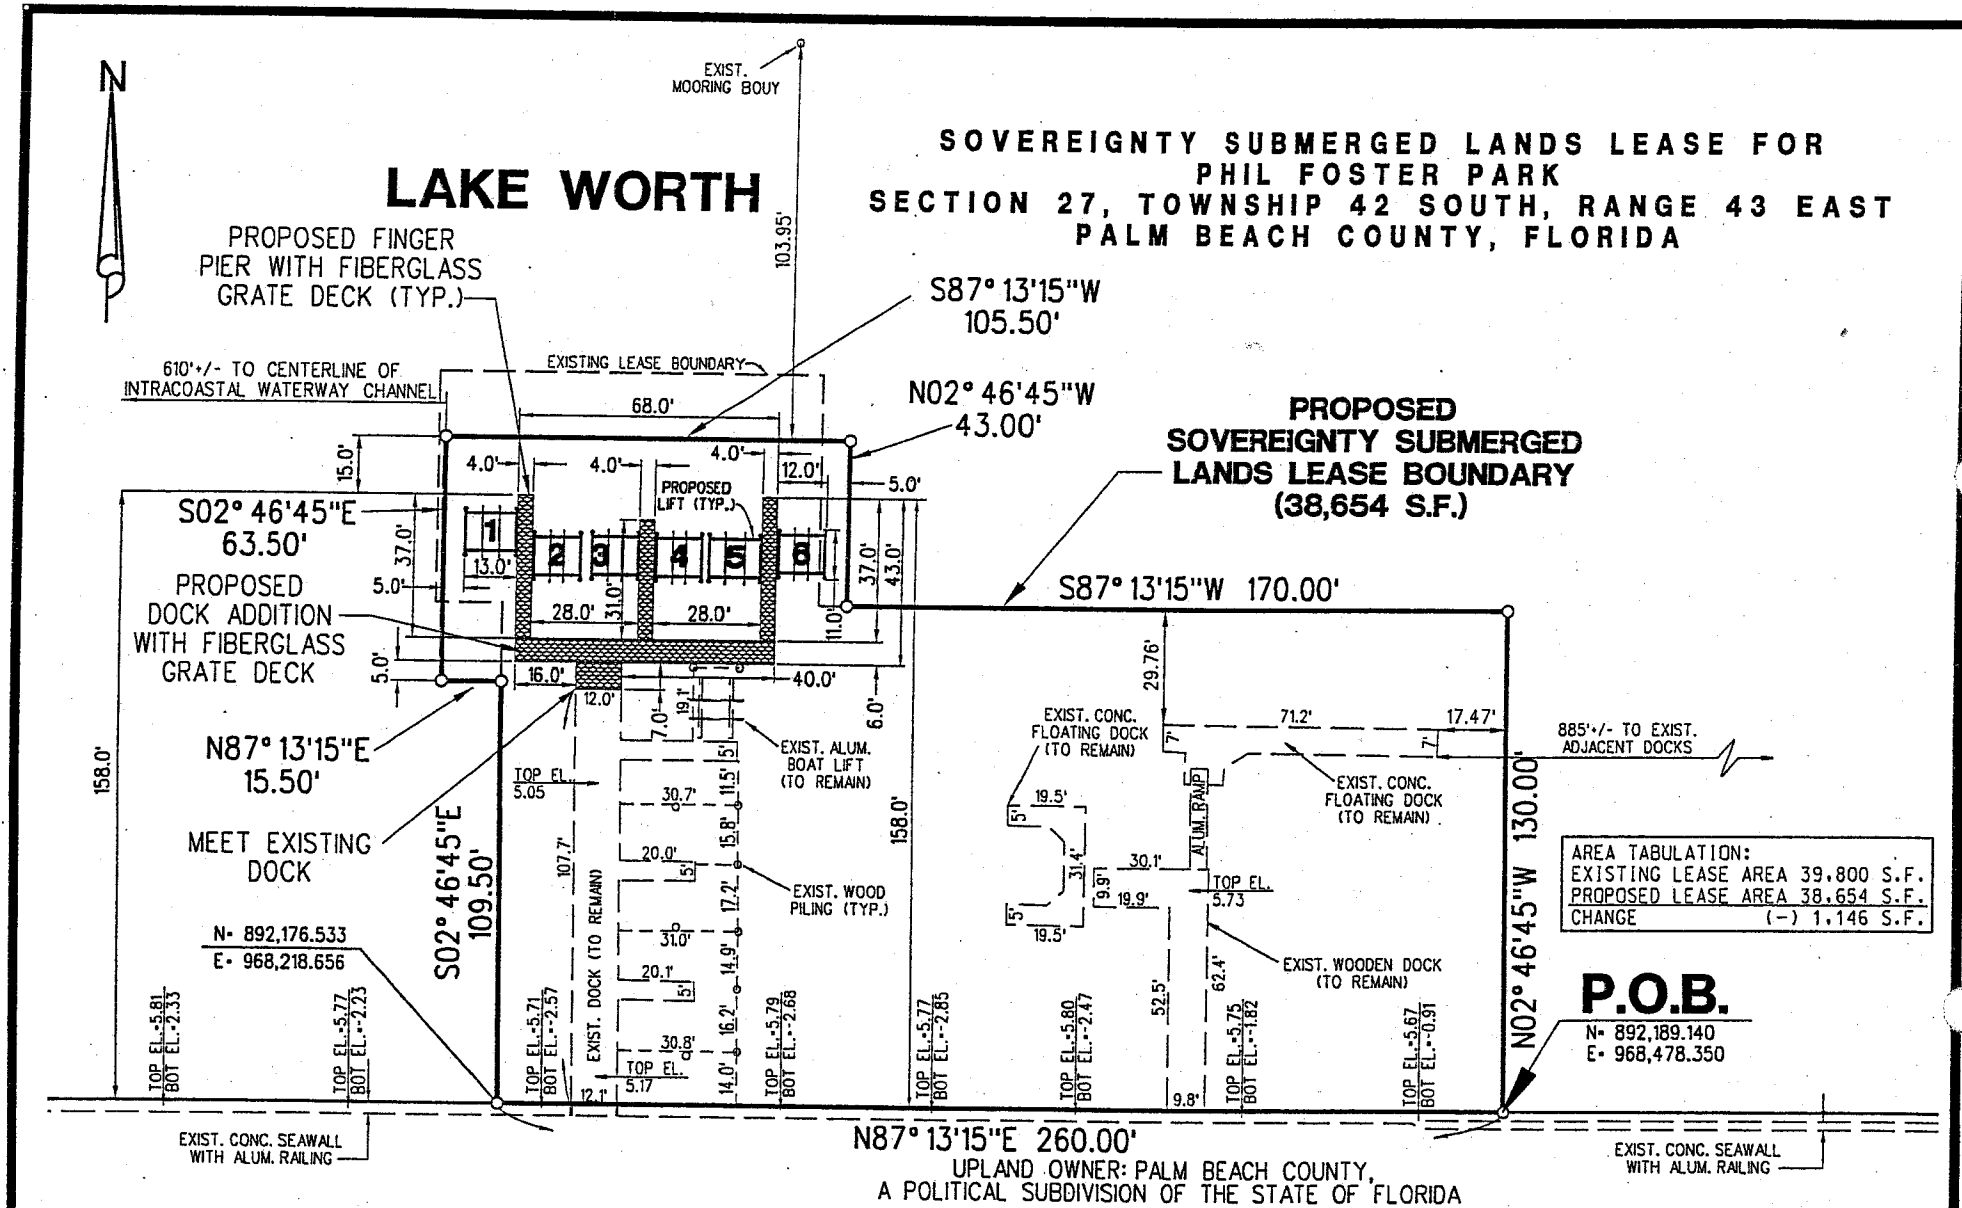 N
EXIST.
MOORING BOUY
103.95'
SOVEREIGNTY SUBMERGED LANDS LEASE FOR
PHIL FOSTER PARK
SECTION 27, TOWNSHIP 42 SOUTH, RANGE 43 EAST
PALM BEACH COUNTY, FLORIDA
LAKE WORTH
PROPOSED FINGER
PIER WITH FIBERGLASS
GRATE DECK (TYP.)
S87° 13'15"W
105.50'
610'+/- TO CENTERLINE OF
INTRACOASTAL WATERWAY CHANNEL
EXISTING LEASE BOUNDARY
N02° 46'45"W
43.00'
68.0'
PROPOSED
SOVEREIGNTY SUBMERGED
LANDS LEASE BOUNDARY
(38,654 S.F.)
15.0'
4.0'
4.0'
4.0'
12.0'
5.0'
PROPOSED
LIFT (TYP.)
S02° 46'45"E
63.50'
37.0'
1
2
3
4
5
6
13.0'
5.0'
28.0'
31.0'
28.0'
11.0'
37.0'
43.0'
S87° 13'15"W 170.00'
PROPOSED
DOCK ADDITION
WITH FIBERGLASS
GRATE DECK
5.0'
16.0'
12.0'
7.0'
19.1'
40.0'
6.0'
29.76'
N87° 13'15"E
15.50'
158.0'
MEET EXISTING
DOCK
TOP EL.
5.05
EXIST. ALUM.
BOAT LIFT
(TO REMAIN)
5'
11.5'
30.7'
15.8'
20.0'
5'
17.2'
31.0'
14.9'
20.1'
5'
16.2'
30.8'
14.0'
EXIST. WOOD
PILING (TYP.)
107.7'
EXIST. DOCK (TO REMAIN)
TOP EL.
5.17
12.1'
158.0'
EXIST. CONC.
FLOATING DOCK
(TO REMAIN)
71.2'
17.47'
7'
7'
885'+/- TO EXIST.
ADJACENT DOCKS
EXIST. CONC.
FLOATING DOCK
(TO REMAIN)
ALUM. RAMP
19.5'
5'
31.4'
5'
19.5'
30.1'
9.9'
19.9'
TOP EL.
5.73
EXIST. WOODEN DOCK
(TO REMAIN)
52.5'
62.4'
9.8'
N02° 46'45"W 130.00'
AREA TABULATION:
EXISTING LEASE AREA 39,800 S.F.
PROPOSED LEASE AREA 38,654 S.F.
CHANGE (-) 1,146 S.F.
S02° 46'45"E
109.50'
N= 892,176.533
E= 968,218.656
P.O.B.
N= 892,189.140
E= 968,478.350
TOP EL.=5.81
BOT EL.=-2.33
TOP EL.=5.77
BOT EL.=-2.23
TOP EL.=5.71
BOT EL.=-2.57
TOP EL.=5.79
BOT EL.=-2.68
TOP EL.=5.77
BOT EL.=-2.85
TOP EL.=5.80
BOT EL.=-2.47
TOP EL.=5.75
BOT EL.=-1.82
TOP EL.=5.67
BOT EL.=-0.91
EXIST. CONC. SEAWALL
WITH ALUM. RAILING
N87° 13'15"E 260.00'
UPLAND OWNER: PALM BEACH COUNTY,
A POLITICAL SUBDIVISION OF THE STATE OF FLORIDA
EXIST. CONC. SEAWALL
WITH ALUM. RAILING